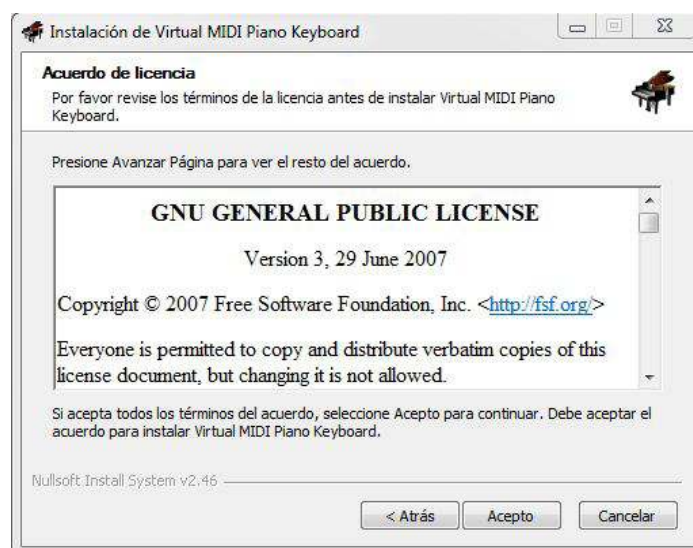 Instalación de Virtual MIDI Piano Keyboard
Acuerdo de licencia
Por favor revise los términos de la licencia antes de instalar Virtual MIDI Piano
Keyboard.
Presione Avanzar Página para ver el resto del acuerdo.
GNU GENERAL PUBLIC LICENSE
Version 3, 29 June 2007
Copyright © 2007 Free Software Foundation, Inc. <http://fsf.org/>
Everyone is permitted to copy and distribute verbatim copies of this
license document, but changing it is not allowed.
Si acepta todos los términos del acuerdo, seleccione Acepto para continuar. Debe aceptar el
acuerdo para instalar Virtual MIDI Piano Keyboard.
Nullsoft Install System v2.46
< Atrás Acepto Cancelar